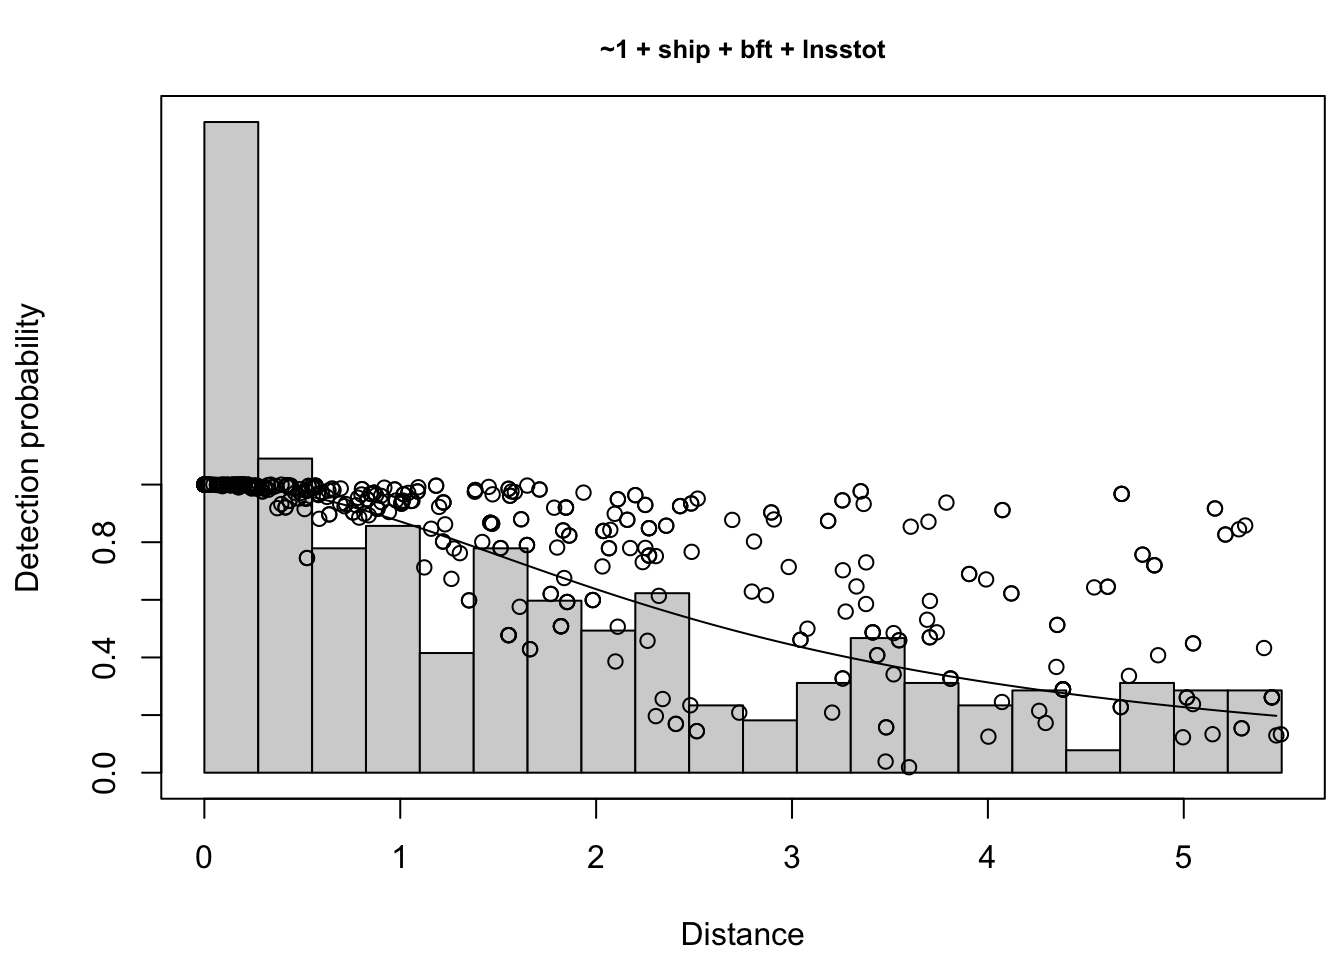 ~1 + ship + bft + lnsstot
Detection probability
0.8
0.4
0.0
0 1 2 3 4 5
Distance